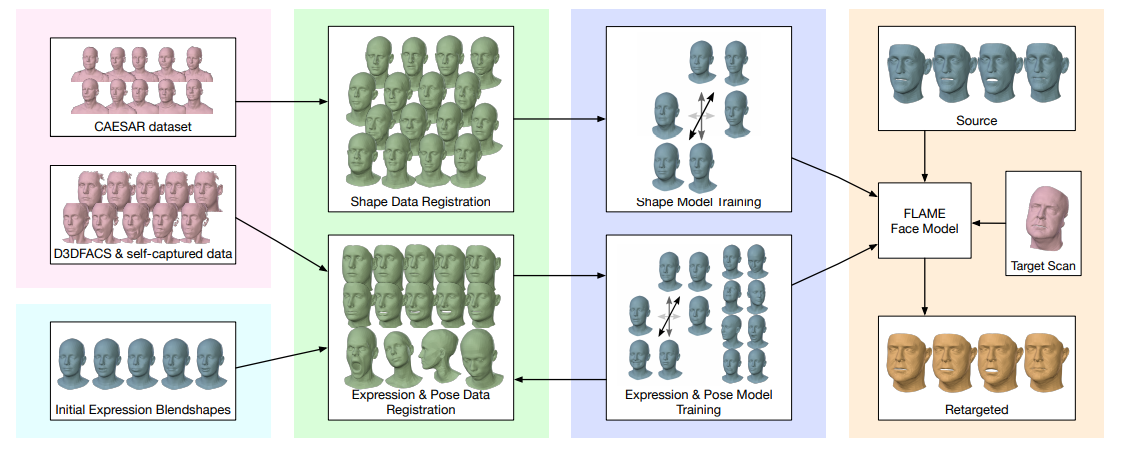 CAESAR dataset
D3DFACS & self-captured data
Initial Expression Blendshapes
Shape Data Registration
Expression & Pose Data
Registration
Shape Model Training
Expression & Pose Model
Training
Source
FLAME
Face Model
Target Scan
Retargeted